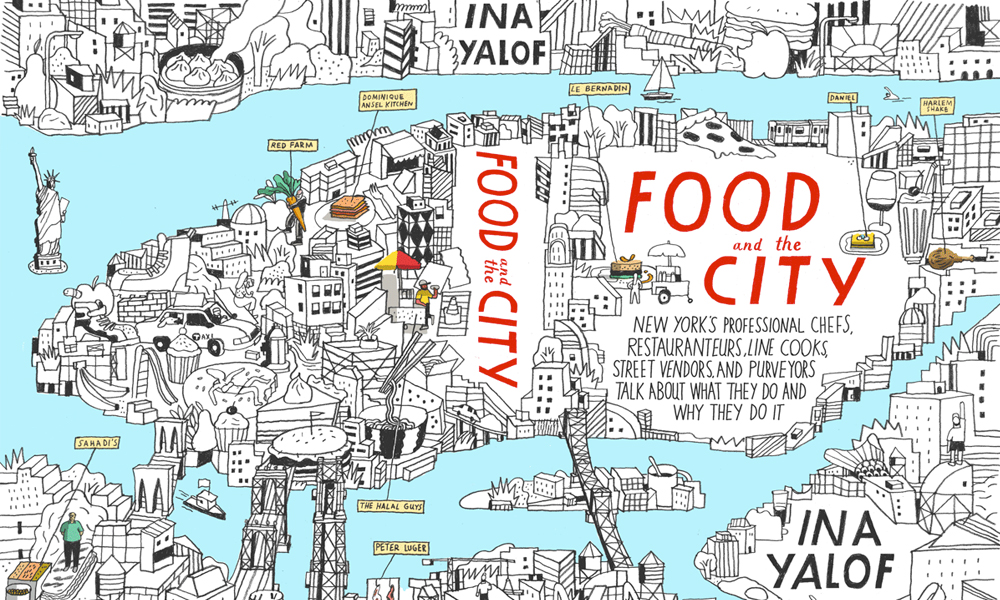 INA
YALOF
DOMINIQUE
ANSEL KITCHEN
LE BERNADIN
DANIEL
HARLEM
SHAKE
RED FARM
FOOD
and the
CITY
FOOD
and the
CITY
NEW YORK'S PROFESSIONAL CHEFS,
RESTAURANTEURS, LINE COOKS,
STREET VENDORS, AND PURVEYORS
TALK ABOUT WHAT THEY DO AND
WHY THEY DO IT
SAHADI'S
THE HALAL GUYS
PETER LUGER
INA
YALOF